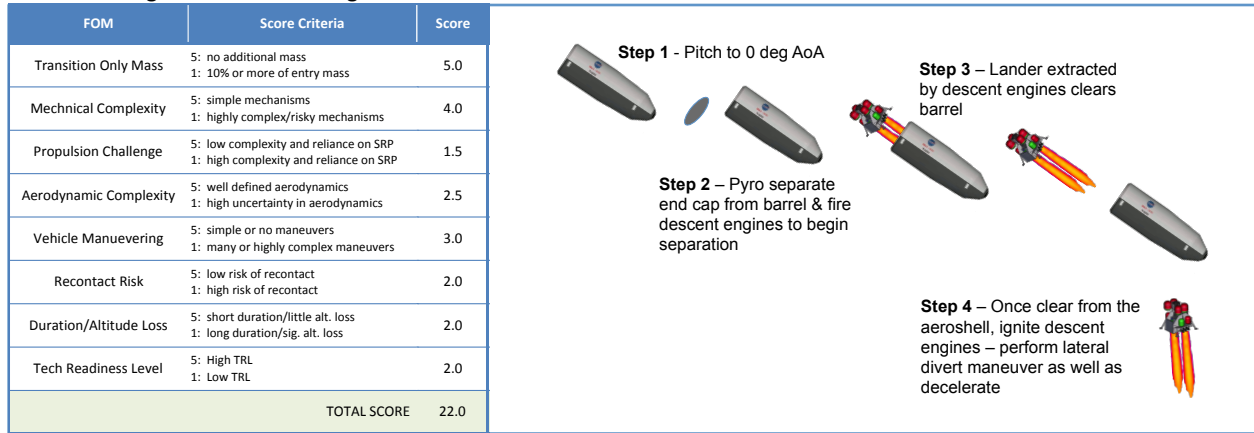 FOM Score Criteria Score
Transition Only Mass
5: no additional mass
1: 10% or more of entry mass
5.0
Mechnical Complexity
5: simple mechanisms
1: highly complex/risky mechanisms
4.0
Propulsion Challenge
5: low complexity and reliance on SRP
1: high complexity and reliance on SRP
1.5
Aerodynamic Complexity
5: well defined aerodynamics
1: high uncertainty in aerodynamics
2.5
Vehicle Manuevering
5: simple or no maneuvers
1: many or highly complex maneuvers
3.0
Recontact Risk
5: low risk of recontact
1: high risk of recontact
2.0
Duration/Altitude Loss
5: short duration/little alt. loss
1: long duration/sig. alt. loss
2.0
Tech Readiness Level
5: High TRL
1: Low TRL
2.0
TOTAL SCORE 22.0
Step 1 - Pitch to 0 deg AoA
Step 2 – Pyro separate
end cap from barrel & fire
descent engines to begin
separation
Step 3 – Lander extracted
by descent engines clears
barrel
Step 4 – Once clear from the
aeroshell, ignite descent
engines – perform lateral
divert maneuver as well as
decelerate